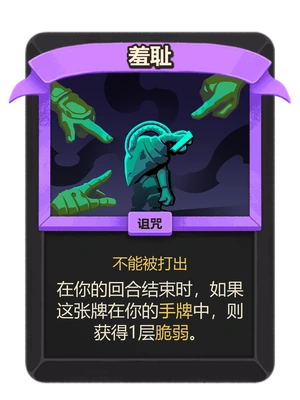 羞耻
诅咒
不能被打出
在你的回合结束时，如果
这张牌在你的手牌中，则
获得1层脆弱。